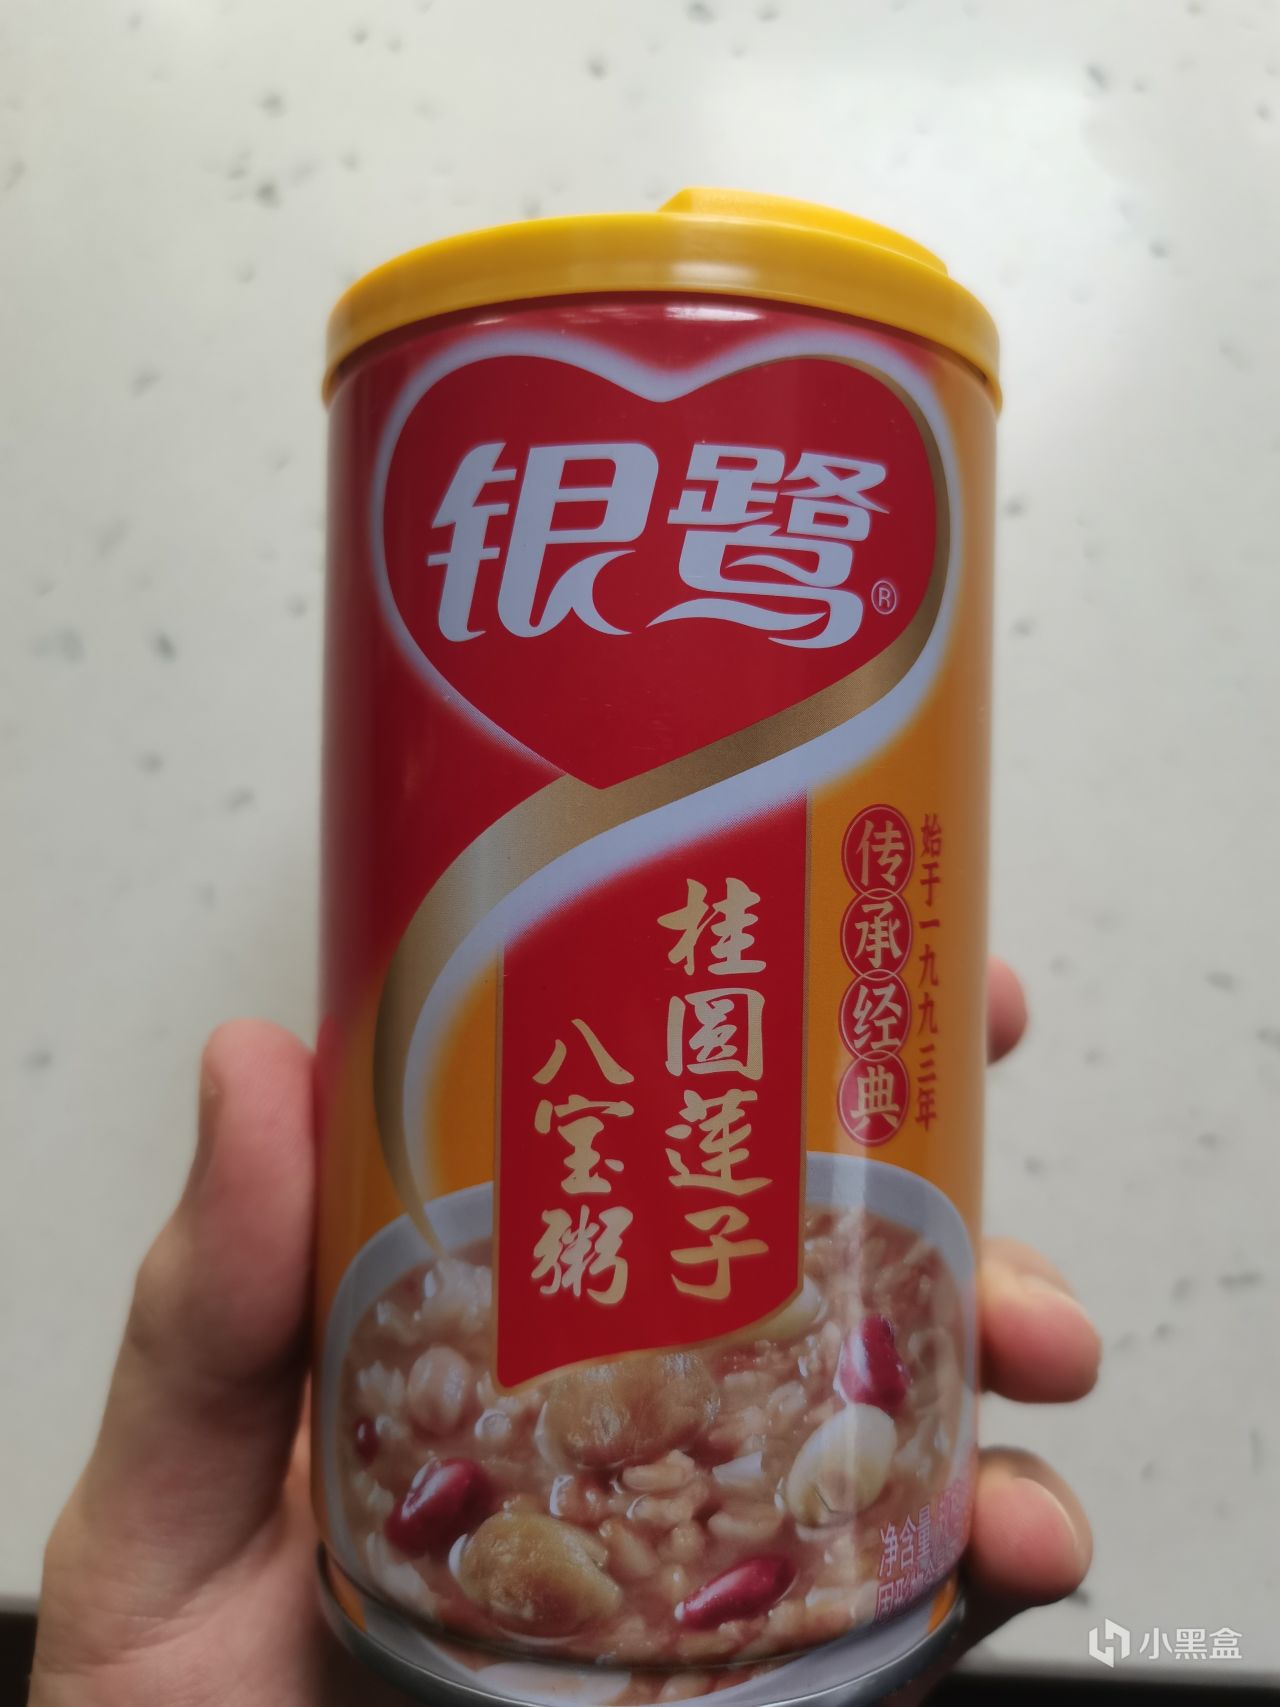 银鹭
®
桂圆莲子
八宝粥
传承经典
始于一九九三年
净含量
小黑盒